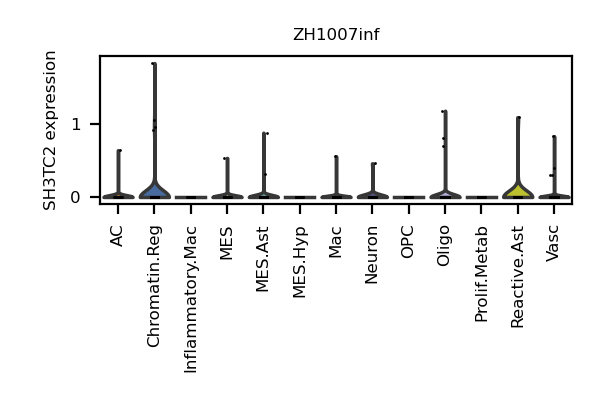 ZH1007inf
SH3TC2 expression
1
0
AC
Chromatin.Reg
Inflammatory.Mac
MES
MES.Ast
MES.Hyp
Mac
Neuron
OPC
Oligo
Prolif.Metab
Reactive.Ast
Vasc